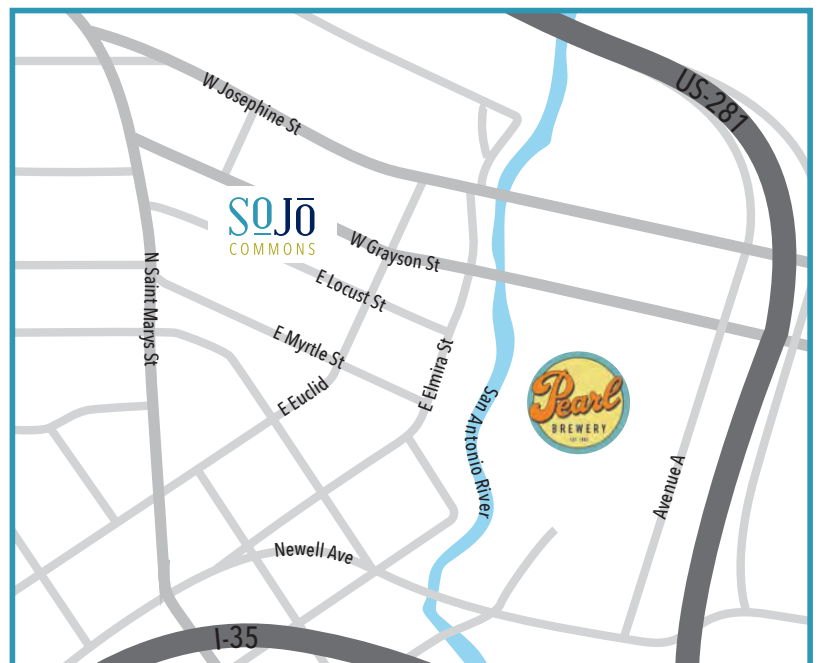 US-281
W Josephine St
SoJō
COMMONS
W Grayson St
N Saint Marys St
E Locust St
E Myrtle St
E Elmira St
E Euclid
San Antonio River
Pearl
BREWERY
Avenue A
Newell Ave
I-35